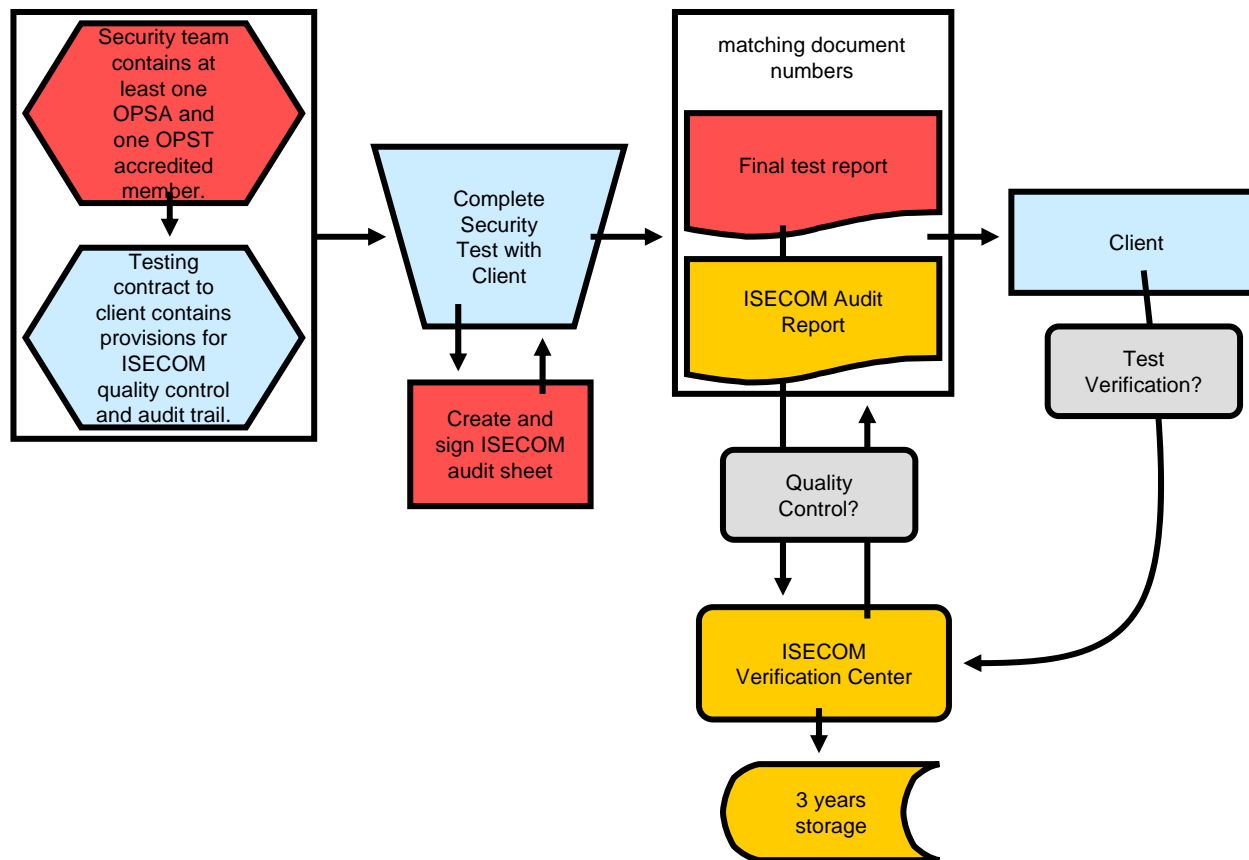 Security team
contains at
least one
OPSA and
one OPST
accredited
member.
Testing
contract to
client contains
provisions for
ISECOM
quality control
and audit trail.
Complete
Security
Test with
Client
Create and
sign ISECOM
audit sheet
matching document
numbers
Final test report
ISECOM Audit
Report
Client
Test
Verification?
Quality
Control?
ISECOM
Verification Center
3 years
storage